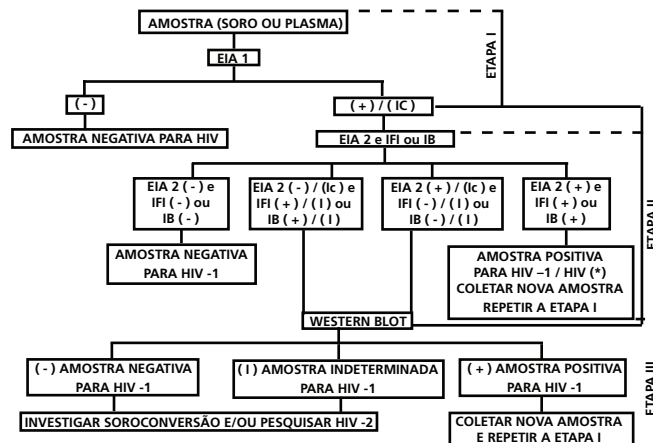 AMOSTRA (SORO OU PLASMA)
ETAPA I
EIA 1
( - )
( + ) / ( IC )
AMOSTRA NEGATIVA PARA HIV
EIA 2 e IFI ou IB
EIA 2 ( - ) e
IFI ( - ) ou
IB ( - )
EIA 2 ( - ) / (Ic) e
IFI ( + ) / ( I ) ou
IB ( + ) / ( I )
EIA 2 ( + ) / (Ic) e
IFI ( - ) / ( I ) ou
IB ( - ) / ( I )
EIA 2 ( + ) e
IFI ( + ) ou
IB ( + )
ETAPA II
AMOSTRA NEGATIVA
PARA HIV -1
AMOSTRA POSITIVA
PARA HIV –1 / HIV (*)
COLETAR NOVA AMOSTRA
REPETIR A ETAPA I
WESTERN BLOT
( - ) AMOSTRA NEGATIVA
PARA HIV -1
( I ) AMOSTRA INDETERMINADA
PARA HIV -1
( + ) AMOSTRA POSITIVA
PARA HIV -1
ETAPA III
INVESTIGAR SOROCONVERSÃO E/OU PESQUISAR HIV -2
COLETAR NOVA AMOSTRA
E REPETIR A ETAPA I